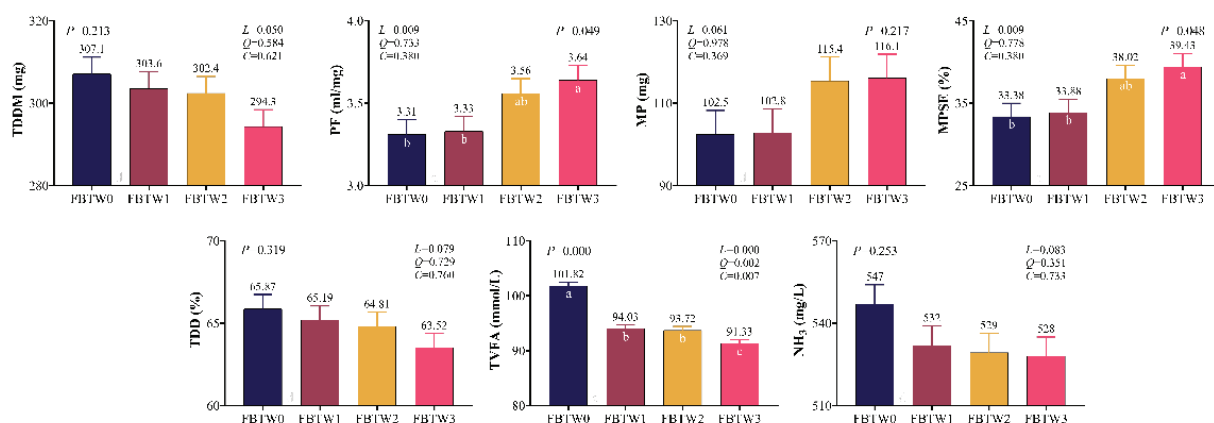 320
P=0.213
L=0.050
Q=0.584
C=0.621
307.1
303.6
302.4
294.3
300
280
TDDM (mg)
FBTW0 FBTW1 FBTW2 FBTW3
4.0
L=0.009
Q=0.733
C=0.380
P=0.049
3.31
3.33
3.56
3.64
b
b
ab
a
3.5
3.0
PF (ml/mg)
FBTW0 FBTW1 FBTW2 FBTW3
130
L=0.061
Q=0.978
C=0.369
P=0.217
102.5
102.8
115.4
116.1
110
90
MP (mg)
FBTW0 FBTW1 FBTW2 FBTW3
45
L=0.009
Q=0.778
C=0.380
P=0.048
33.38
33.88
38.02
39.43
b
b
ab
a
35
25
MPSE (%)
FBTW0 FBTW1 FBTW2 FBTW3
70
P=0.319
L=0.079
Q=0.729
C=0.760
65.87
65.19
64.81
63.52
65
60
TDD (%)
FBTW0 FBTW1 FBTW2 FBTW3
110
P=0.000
L=0.000
Q=0.002
C=0.007
101.82
94.03
93.72
91.33
a
b
b
c
100
90
80
TVFA (mmol/L)
FBTW0 FBTW1 FBTW2 FBTW3
570
P=0.253
L=0.083
Q=0.351
C=0.733
547
532
529
528
540
510
NH3 (mg/L)
FBTW0 FBTW1 FBTW2 FBTW3